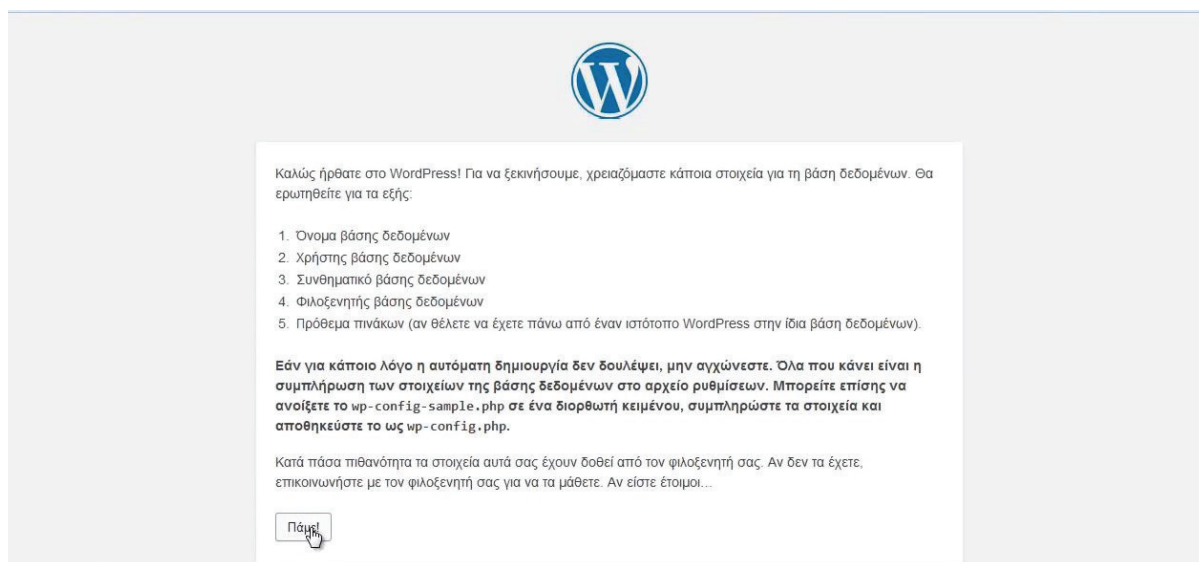 Καλώς ήρθατε στο WordPress! Για να ξεκινήσουμε, χρειαζόμαστε κάποια στοιχεία για τη βάση δεδομένων. Θα
ερωτηθείτε για τα εξής:
1. Όνομα βάσης δεδομένων
2. Χρήστης βάσης δεδομένων
3. Συνθηματικό βάσης δεδομένων
4. Φιλοξενητής βάσης δεδομένων
5. Πρόθεμα πινάκων (αν θέλετε να έχετε πάνω από έναν ιστότοπο WordPress στην ίδια βάση δεδομένων).
Εάν για κάποιο λόγο η αυτόματη δημιουργία δεν δουλέψει, μην αγχώνεστε. Όλα που κάνει είναι η
συμπλήρωση των στοιχείων της βάσης δεδομένων στο αρχείο ρυθμίσεων. Μπορείτε επίσης να
ανοίξετε το wp-config-sample.php σε ένα διορθωτή κειμένου, συμπληρώστε τα στοιχεία και
αποθηκεύστε το ως wp-config.php.
Κατά πάσα πιθανότητα τα στοιχεία αυτά σας έχουν δοθεί από τον φιλοξενητή σας. Αν δεν τα έχετε,
επικοινωνήστε με τον φιλοξενητή σας για να τα μάθετε. Αν είστε έτοιμοι…
Πάμε!